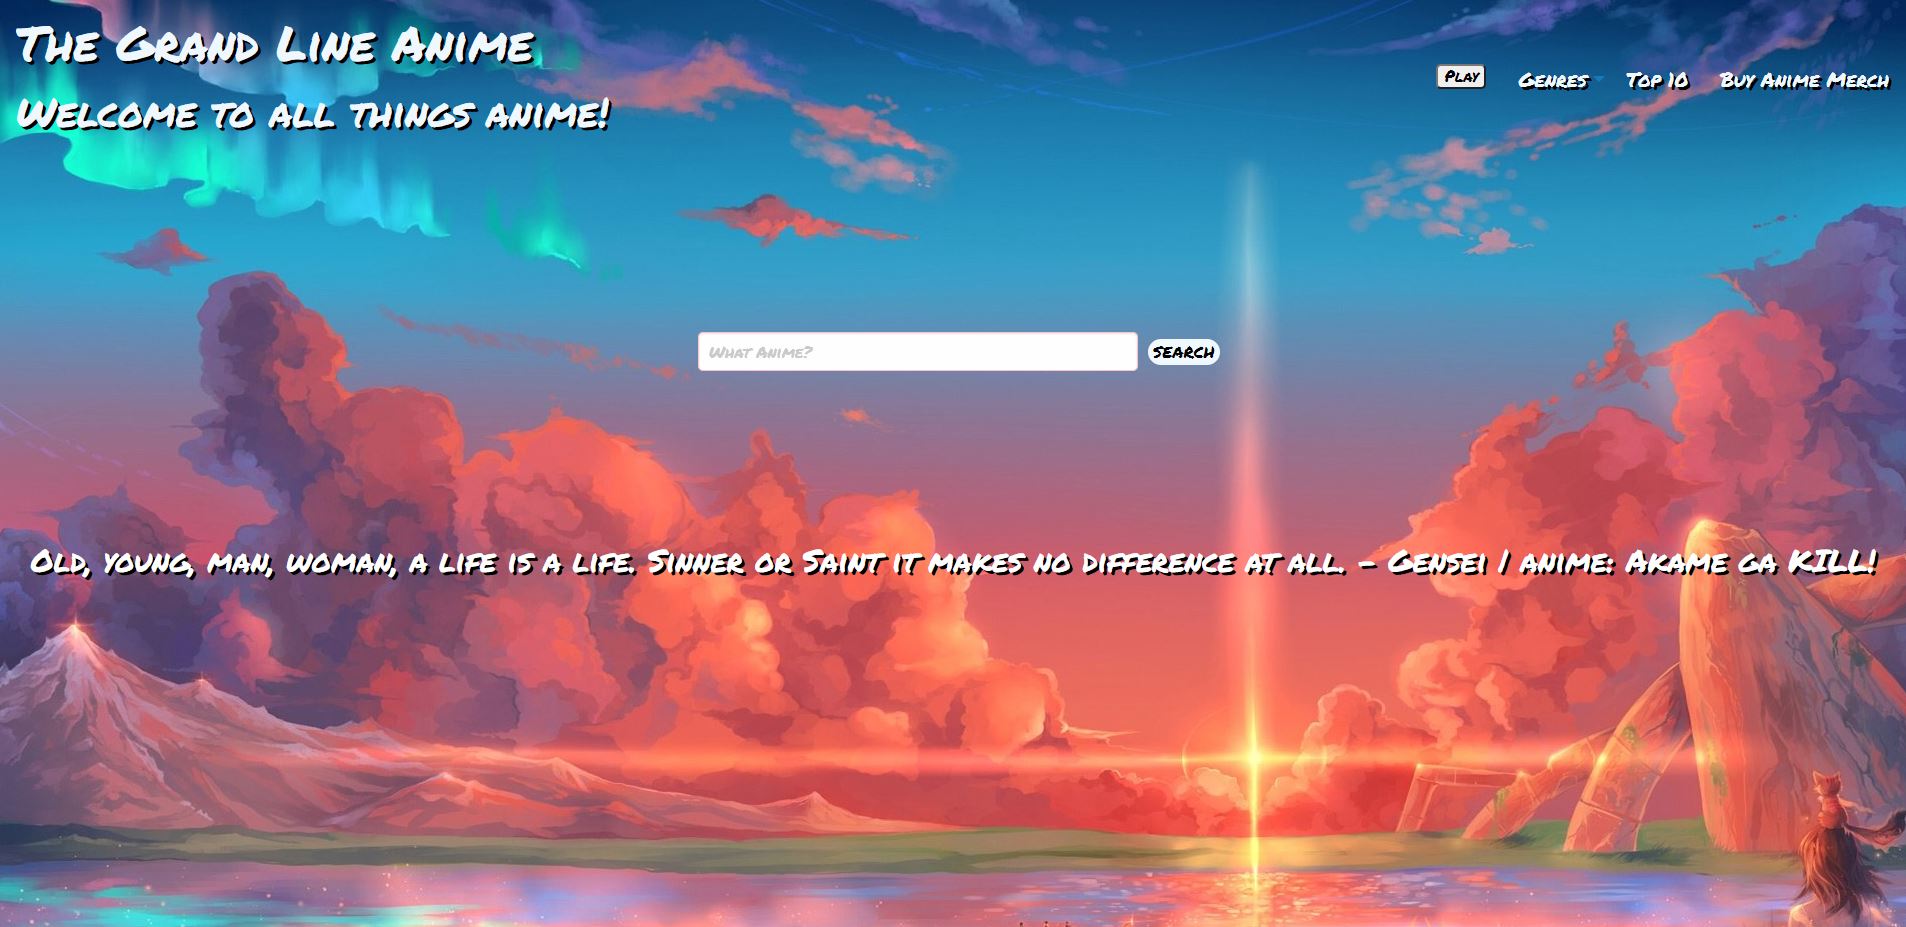 The Grand Line Anime
Welcome to all things anime!
Play
Genres
Top 10
Buy Anime Merch
What Anime?
SEARCH
Old, young, man, woman, a life is a life. Sinner or Saint it makes no difference at all. - Gensei | anime: Akame ga KILL!